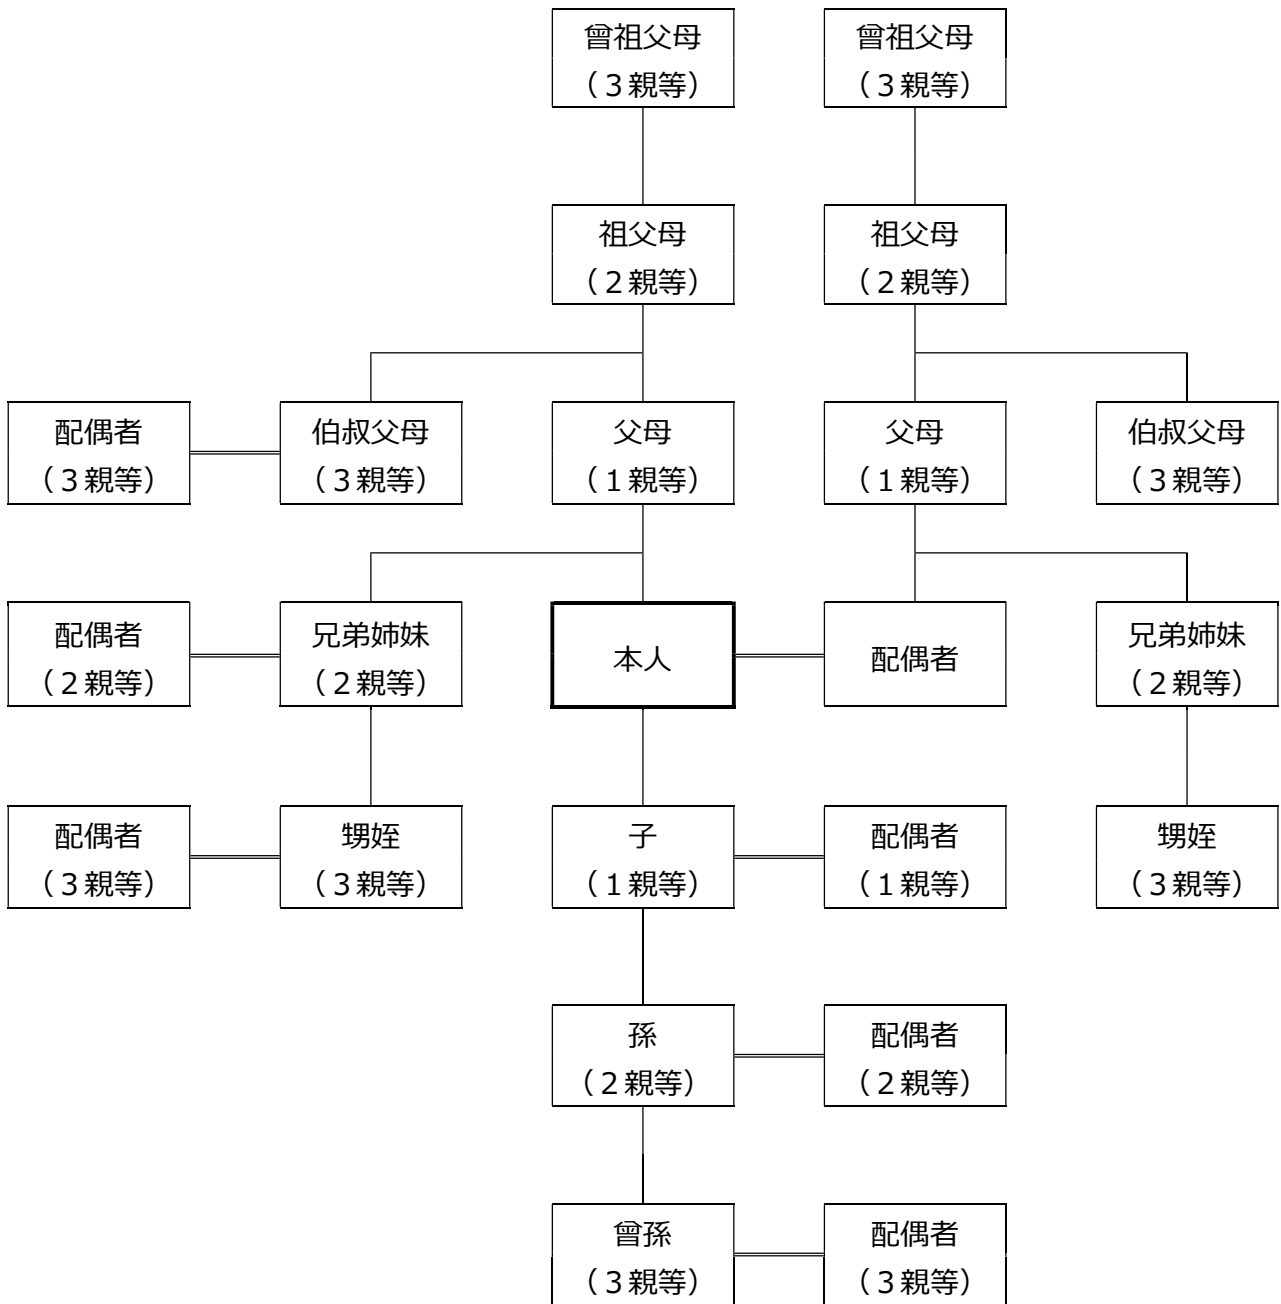 曾祖父母
（３親等）
曾祖父母
（３親等）
祖父母
（２親等）
祖父母
（２親等）
配偶者
（３親等）
伯叔父母
（３親等）
父母
（１親等）
父母
（１親等）
伯叔父母
（３親等）
配偶者
（２親等）
兄弟姉妹
（２親等）
本人
配偶者
兄弟姉妹
（２親等）
配偶者
（３親等）
甥姪
（３親等）
子
（１親等）
配偶者
（１親等）
甥姪
（３親等）
孫
（２親等）
配偶者
（２親等）
曾孫
（３親等）
配偶者
（３親等）